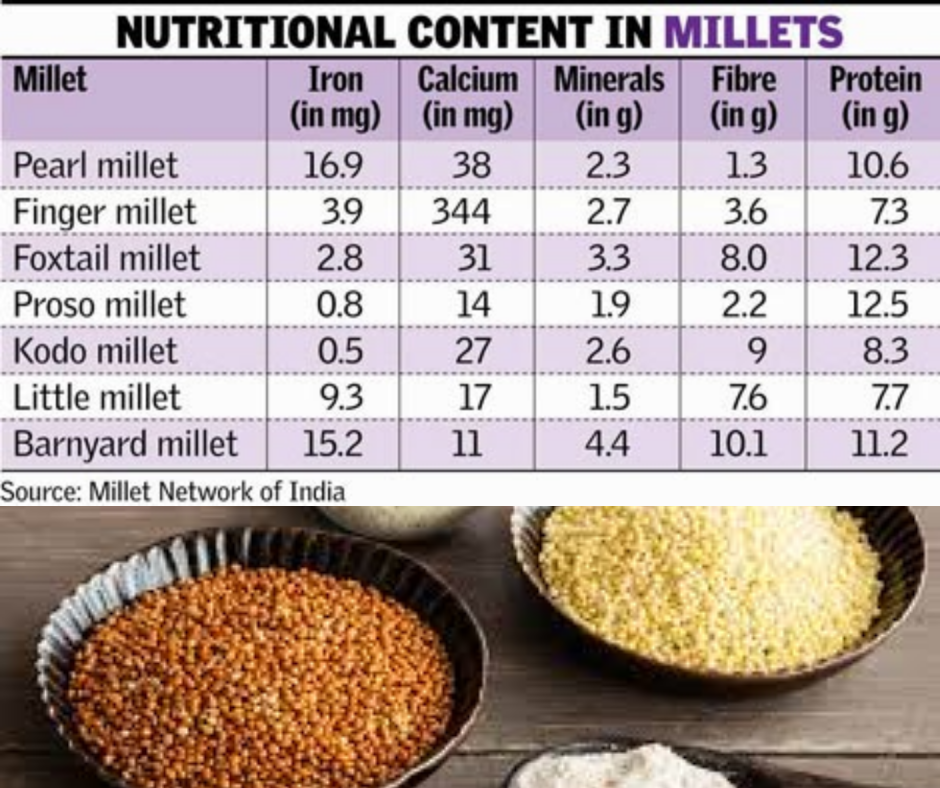 NUTRITIONAL CONTENT IN MILLETS
Millet Iron (in mg) Calcium (in mg) Minerals (in g) Fibre (in g) Protein (in g)
Pearl millet 16.9 38 2.3 1.3 10.6
Finger millet 3.9 344 2.7 3.6 7.3
Foxtail millet 2.8 31 3.3 8.0 12.3
Proso millet 0.8 14 1.9 2.2 12.5
Kodo millet 0.5 27 2.6 9 8.3
Little millet 9.3 17 1.5 7.6 7.7
Barnyard millet 15.2 11 4.4 10.1 11.2
Source: Millet Network of India